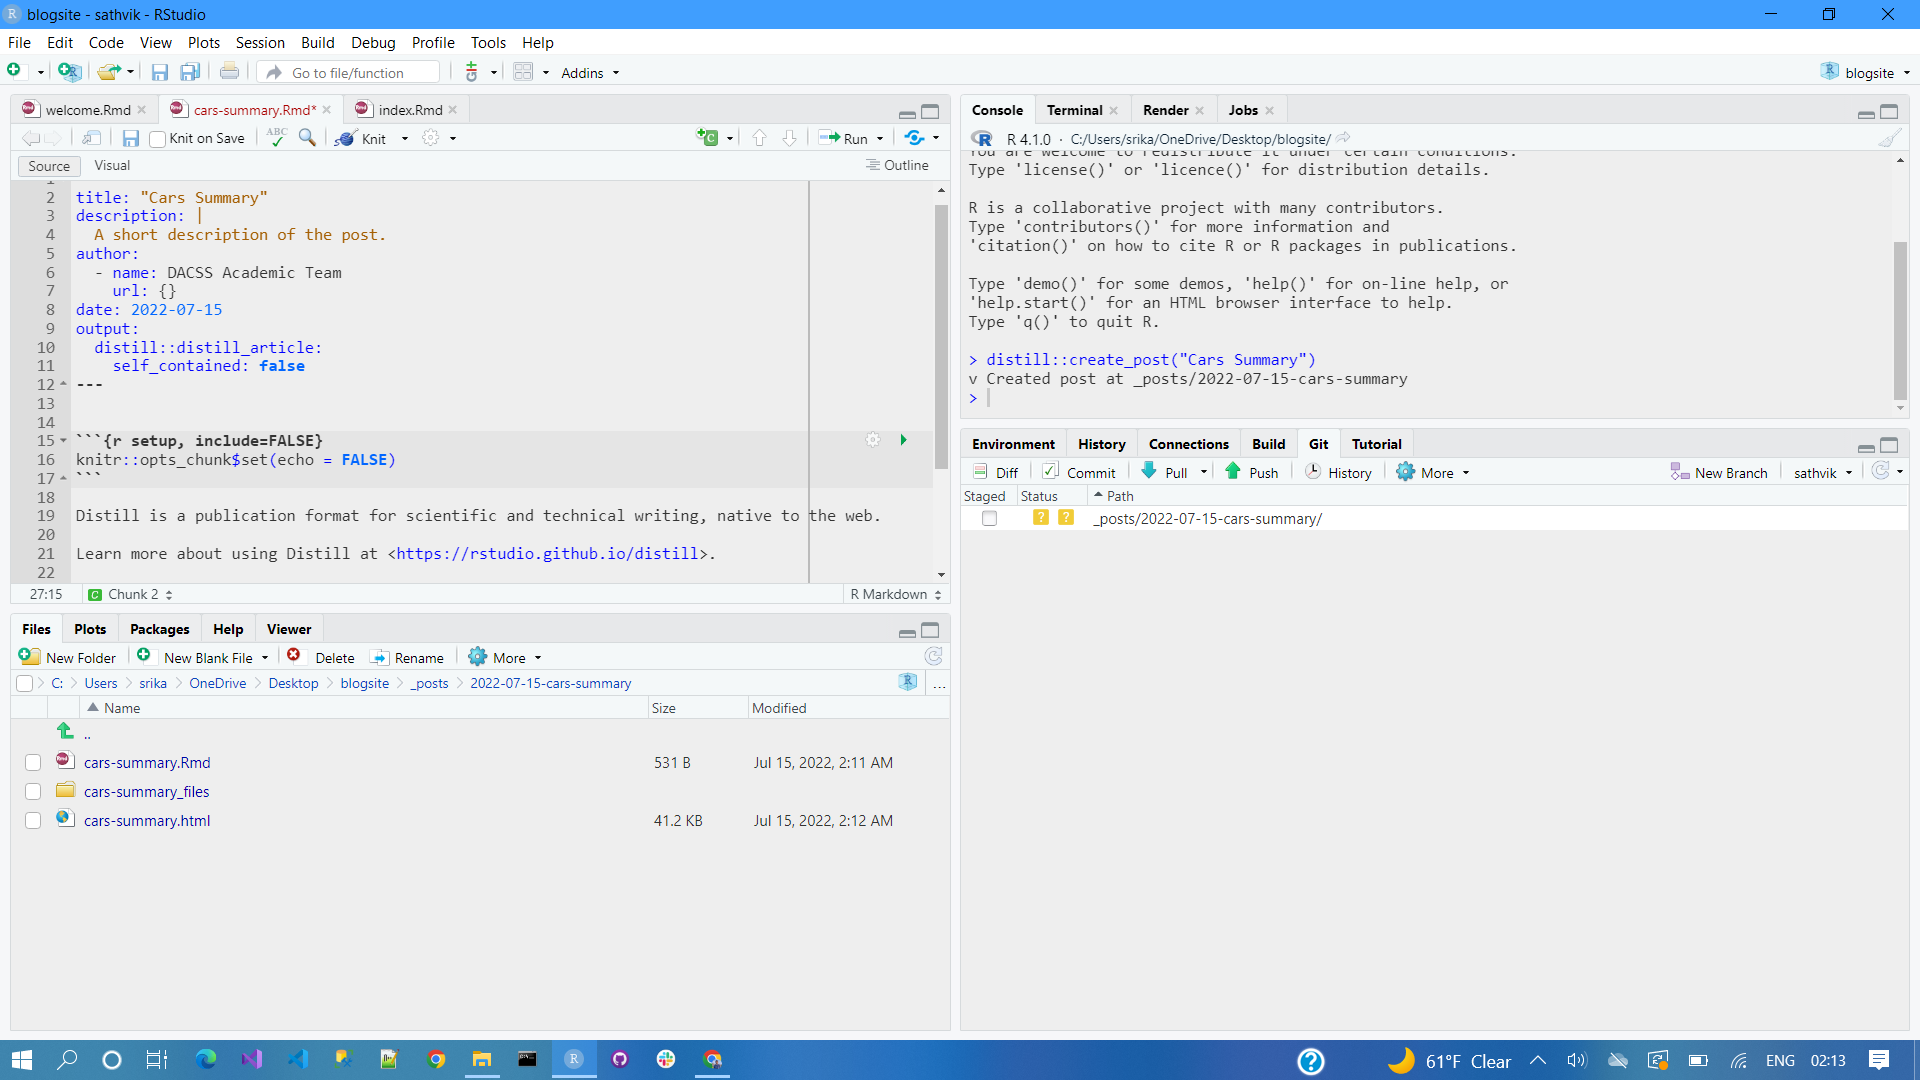 blogsite - sathvik - RStudio
File Edit Code View Plots Session Build Debug Profile Tools Help
Go to file/function Addins blogsite
welcome.Rmd cars-summary.Rmd* index.Rmd
Knit on Save ABC Knit Run
Source Visual Outline
1
2 title: "Cars Summary"
3 description: |
4 A short description of the post.
5 author:
6 - name: DACSS Academic Team
7 url: {}
8 date: 2022-07-15
9 output:
10 distill::distill_article:
11 self_contained: false
12 ---
13
14
15 ```{r setup, include=FALSE}
16 knitr::opts_chunk$set(echo = FALSE)
17 ```
18
19 Distill is a publication format for scientific and technical writing, native to the web.
20
21 Learn more about using Distill at <https://rstudio.github.io/distill>.
22
27:15 Chunk 2 R Markdown
Files Plots Packages Help Viewer
New Folder New Blank File Delete Rename More
C: Users srika OneDrive Desktop blogsite _posts 2022-07-15-cars-summary ...
Name Size Modified
..
cars-summary.Rmd 531 B Jul 15, 2022, 2:11 AM
cars-summary_files
cars-summary.html 41.2 KB Jul 15, 2022, 2:12 AM
Console Terminal Render Jobs
R 4.1.0 · C:/Users/srika/OneDrive/Desktop/blogsite/
You are welcome to redistribute it under certain conditions.
Type 'license()' or 'licence()' for distribution details.
R is a collaborative project with many contributors.
Type 'contributors()' for more information and
'citation()' on how to cite R or R packages in publications.
Type 'demo()' for some demos, 'help()' for on-line help, or
'help.start()' for an HTML browser interface to help.
Type 'q()' to quit R.
> distill::create_post("Cars Summary")
v Created post at _posts/2022-07-15-cars-summary
>
Environment History Connections Build Git Tutorial
Diff Commit Pull Push History More New Branch sathvik
Staged Status Path
? ? _posts/2022-07-15-cars-summary/
61°F Clear ENG 02:13